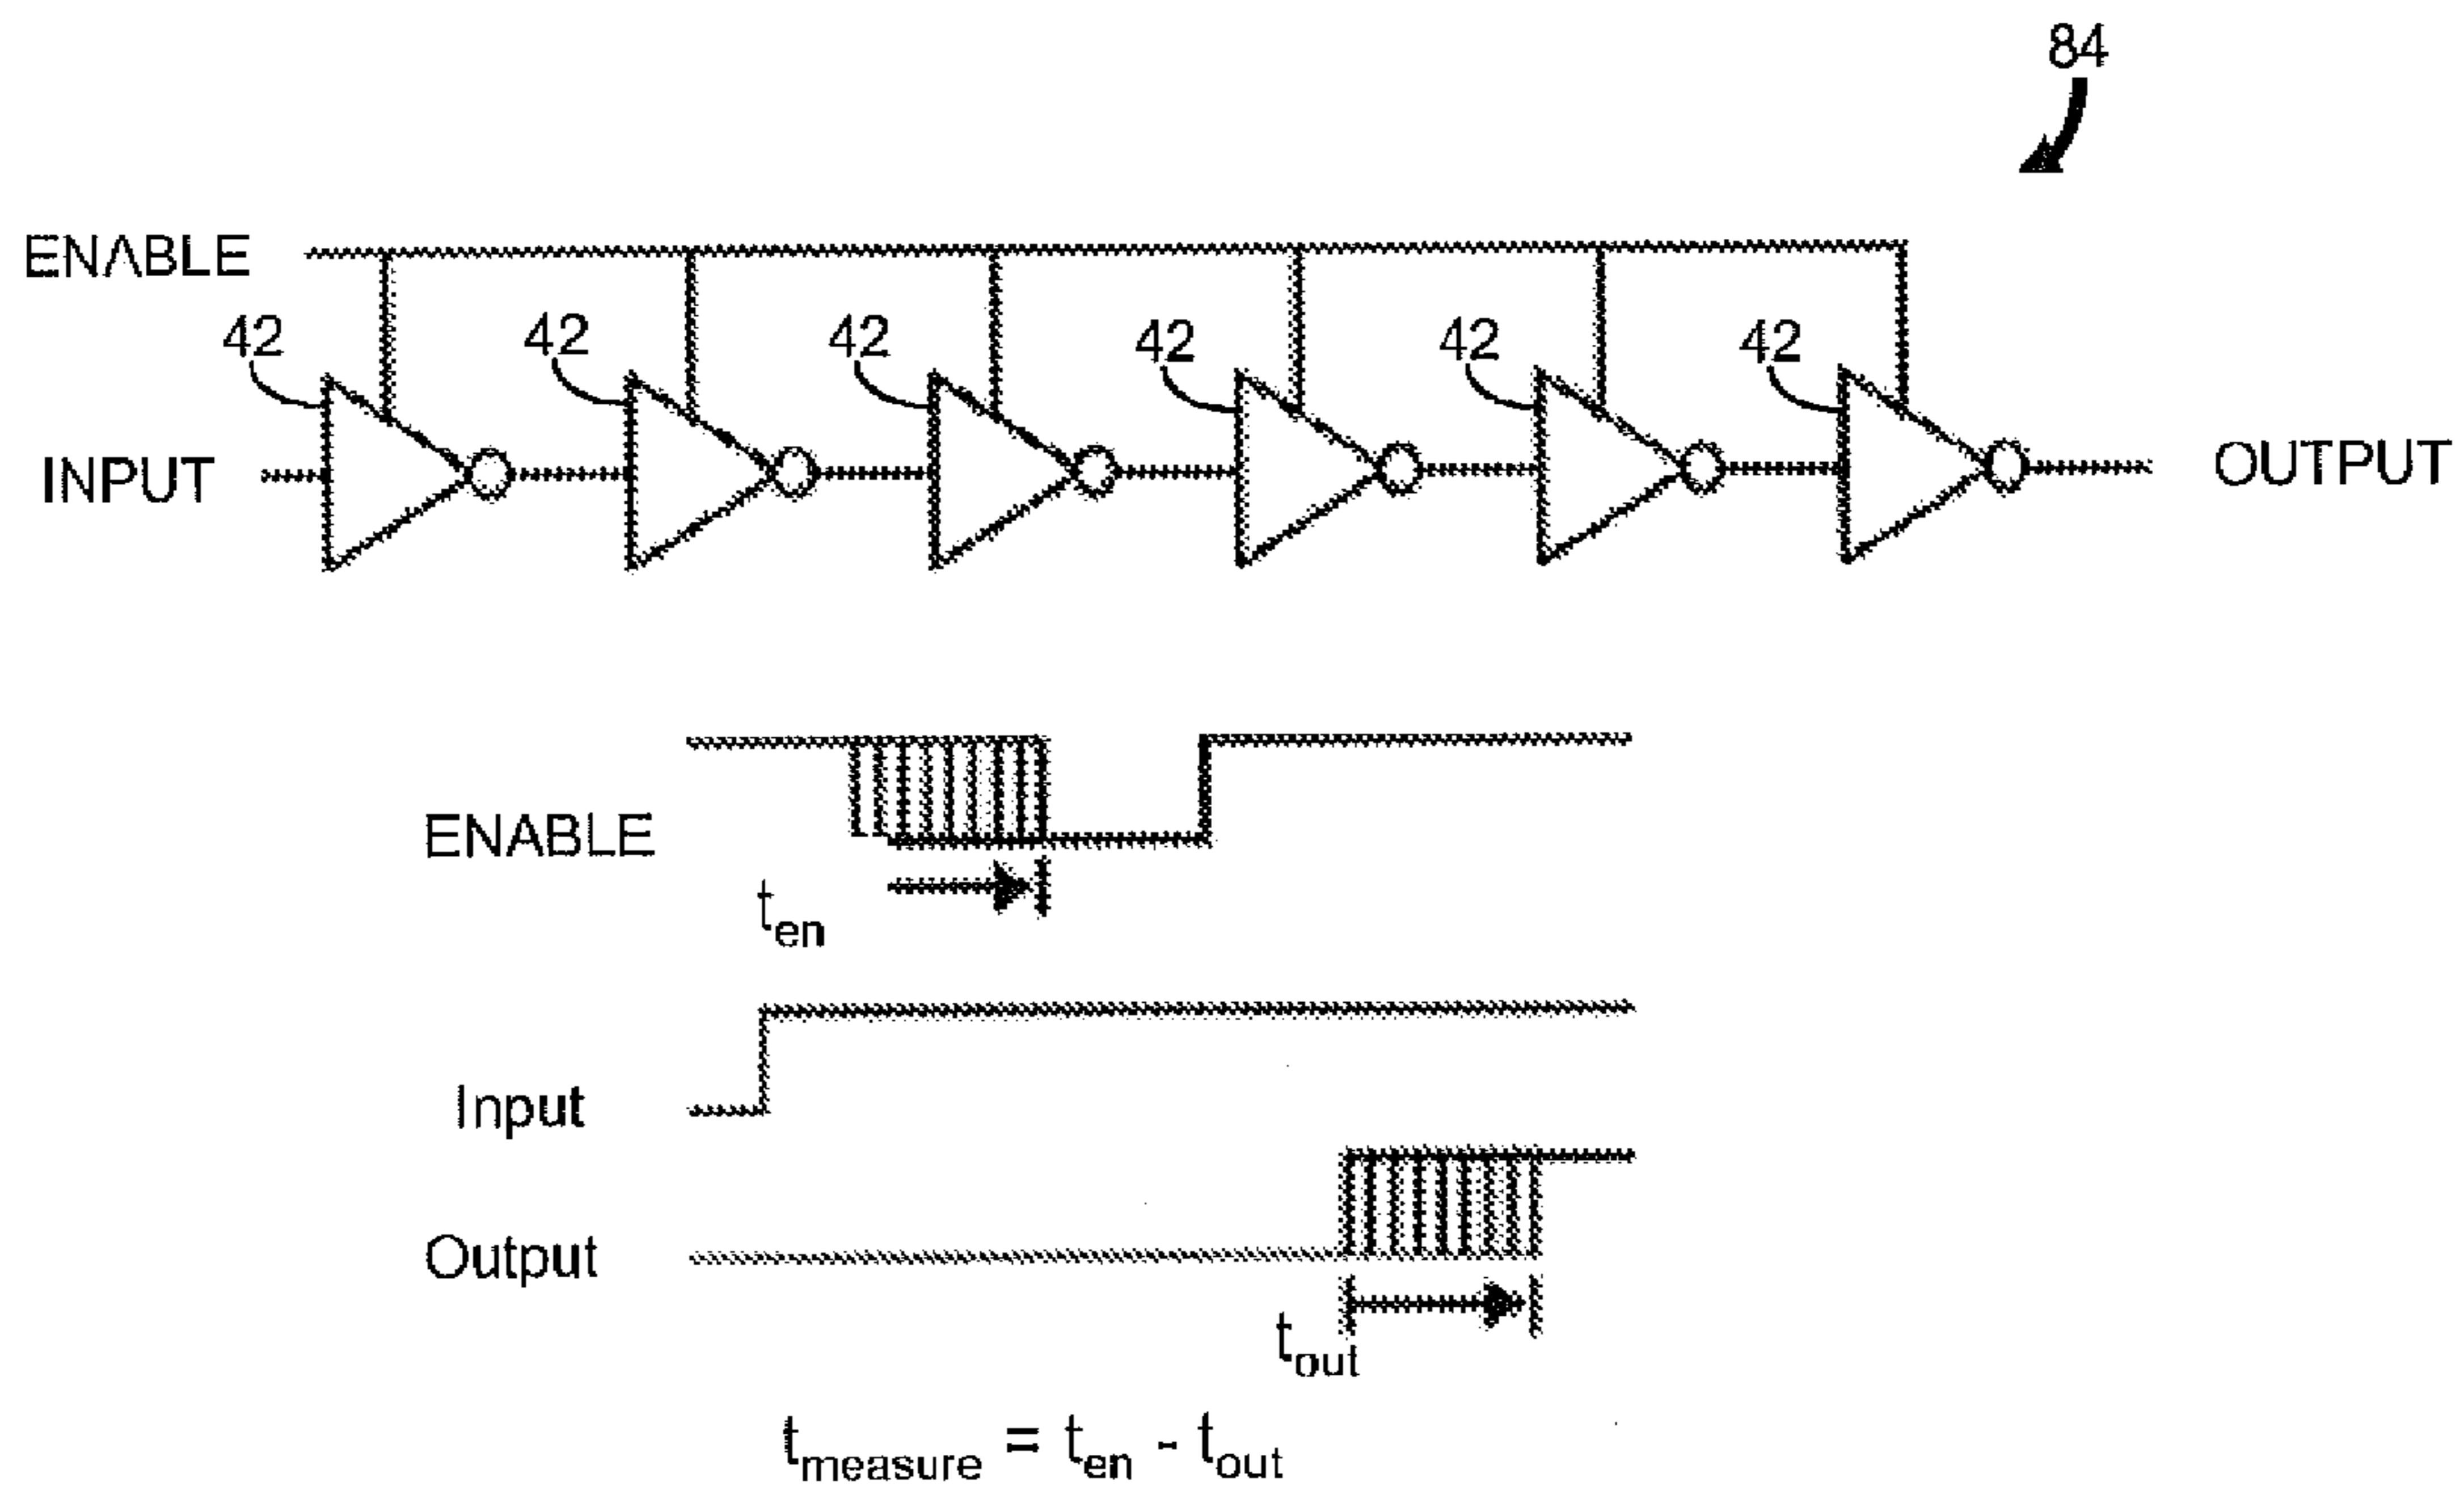 84
ENABLE
42 42 42 42 42 42
INPUT OUTPUT
ENABLE
t_en
Input
Output
t_out
t_measure = t_en - t_out